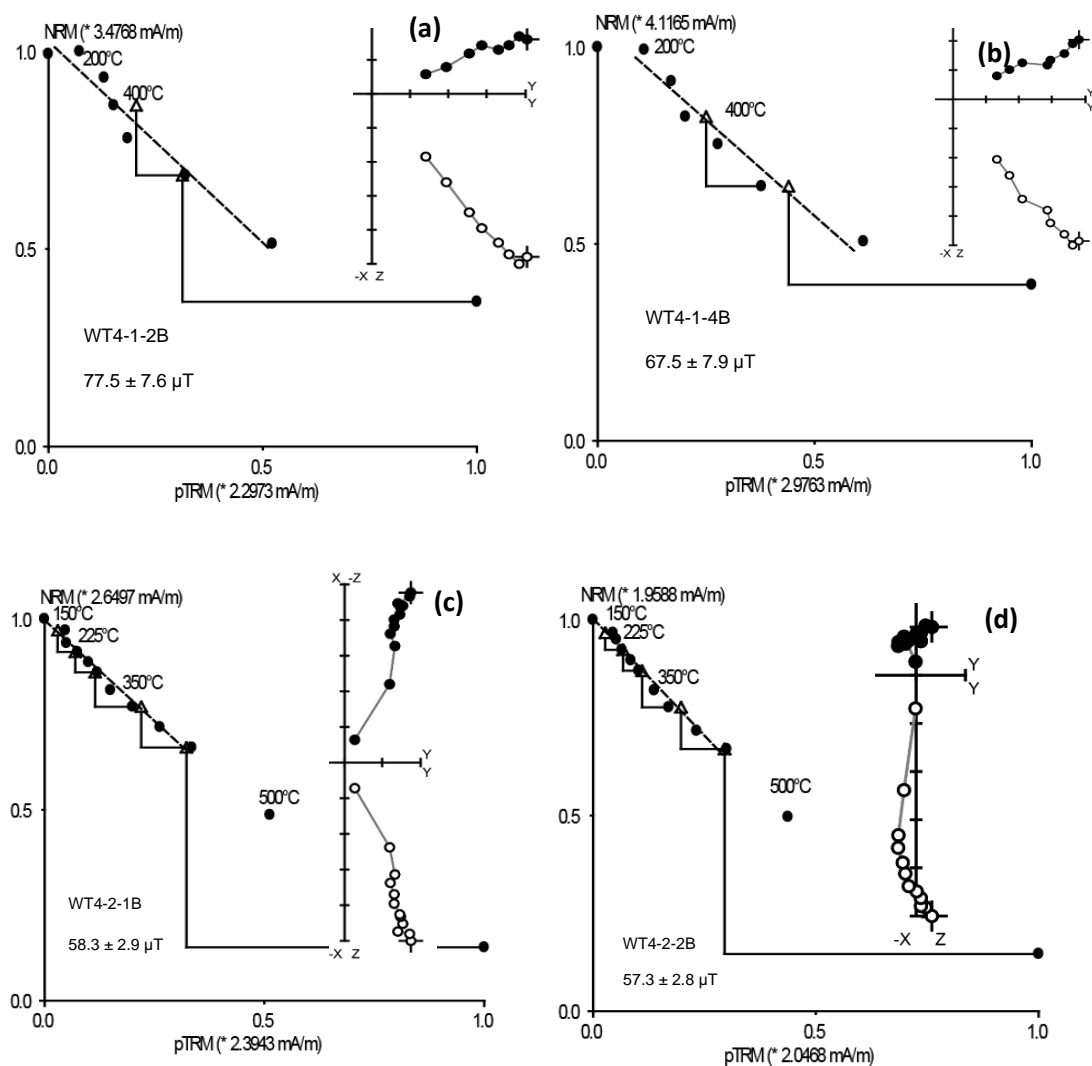 NRM (* 3.4768 mA/m)
(a)
1.0
200°C
400°C
Y
Y
0.5
-X Z
WT4-1-2B
77.5 ± 7.6 µT
0.0
0.0 0.5 1.0
pTRM (* 2.2973 mA/m)
NRM (* 4.1165 mA/m)
(b)
1.0
200°C
400°C
Y
Y
0.5
-X Z
WT4-1-4B
67.5 ± 7.9 µT
0.0
0.0 0.5 1.0
pTRM (* 2.9763 mA/m)
X -Z
NRM (* 2.6497 mA/m)
(c)
1.0
150°C
225°C
350°C
Y
Y
500°C
0.5
WT4-2-1B
58.3 ± 2.9 µT
-X Z
0.0
0.0 0.5 1.0
pTRM (* 2.3943 mA/m)
NRM (* 1.9588 mA/m)
(d)
1.0
150°C
225°C
350°C
Y
Y
500°C
0.5
-X Z
WT4-2-2B
57.3 ± 2.8 µT
0.0
0.0 0.5 1.0
pTRM (* 2.0468 mA/m)